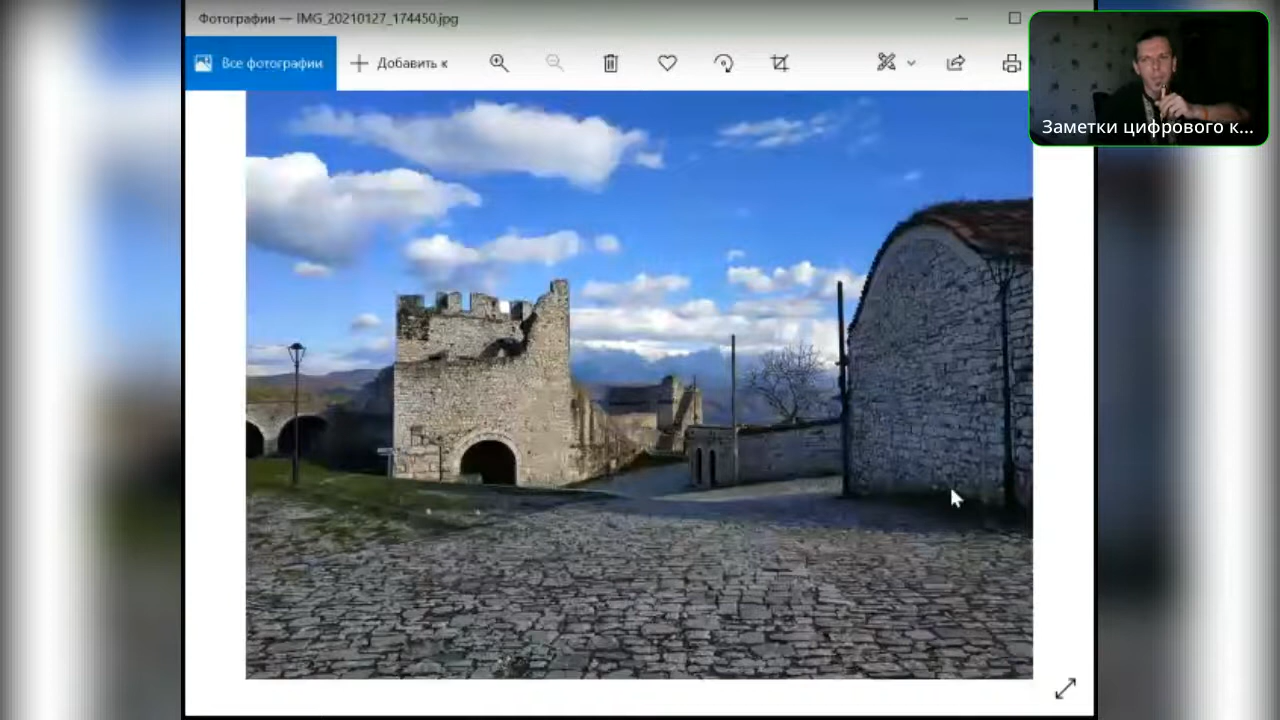 Фотографии — IMG_20210127_174450.jpg
Все фотографии
Добавить к
Заметки цифрового к...